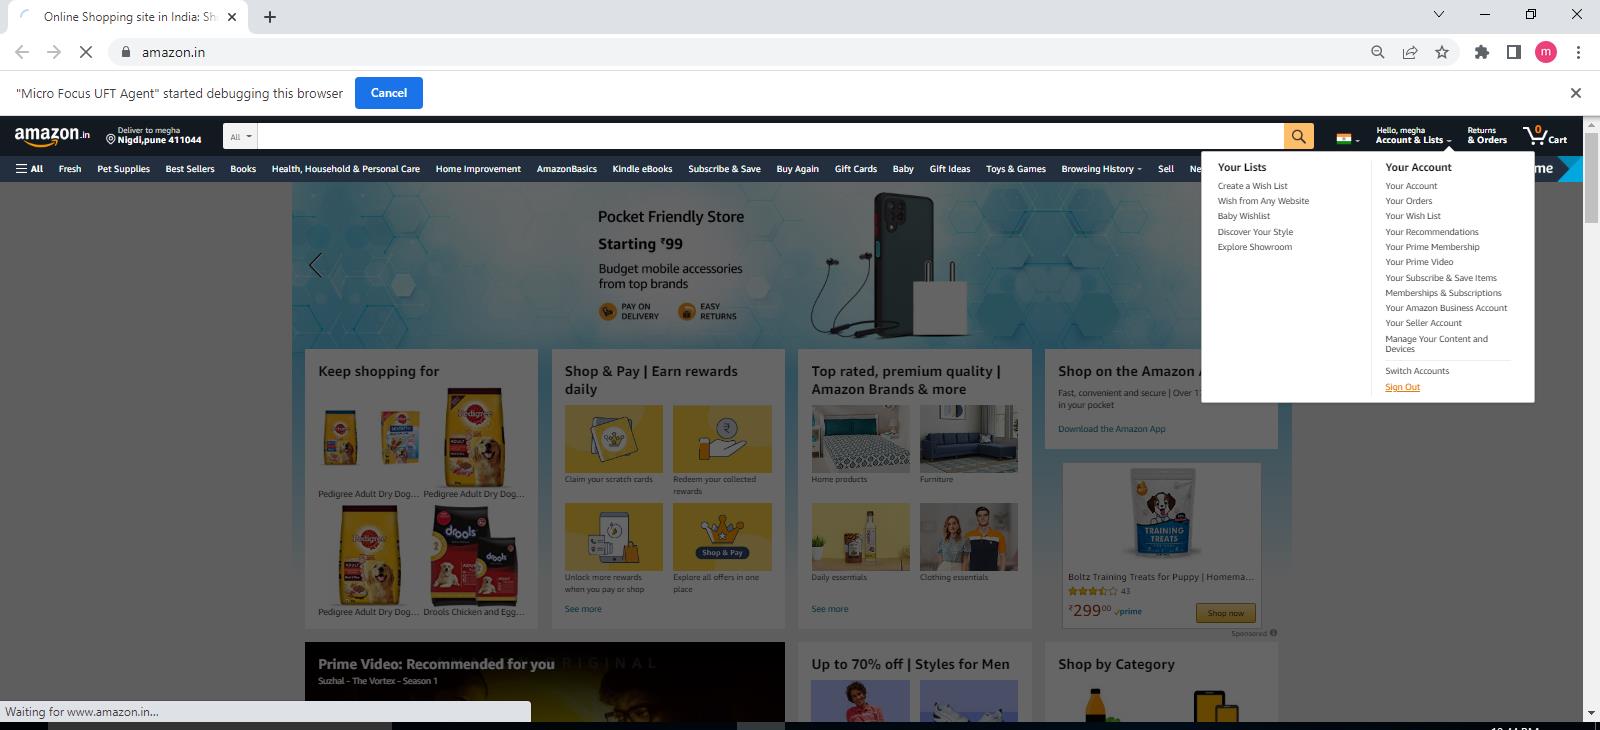 Online Shopping site in India: Sh
amazon.in
m
"Micro Focus UFT Agent" started debugging this browser
Cancel
amazon.in
Deliver to megha
Nigdi,pune 411044
All
Hello, megha
Account & Lists
Returns
& Orders
0
Cart
All
Fresh
Pet Supplies
Best Sellers
Books
Health, Household & Personal Care
Home Improvement
AmazonBasics
Kindle eBooks
Subscribe & Save
Buy Again
Gift Cards
Baby
Gift Ideas
Toys & Games
Browsing History
Sell
Ne
me
Your Lists
Create a Wish List
Wish from Any Website
Baby Wishlist
Discover Your Style
Explore Showroom
Your Account
Your Account
Your Orders
Your Wish List
Your Recommendations
Your Prime Membership
Your Prime Video
Your Subscribe & Save Items
Memberships & Subscriptions
Your Amazon Business Account
Your Seller Account
Manage Your Content and
Devices
Switch Accounts
Sign Out
Pocket Friendly Store
Starting ₹99
Budget mobile accessories
from top brands
PAY ON
DELIVERY
EASY
RETURNS
Keep shopping for
Pedigree
Pedigree Adult Dry Dog...
Pedigree Adult Dry Dog...
Pedigree
drools
drools
Pedigree Adult Dry Dog...
Drools Chicken and Egg...
Shop & Pay | Earn rewards
daily
Claim your scratch cards
Redeem your collected
rewards
Shop & Pay
Unlock more rewards
when you pay or shop
Explore all offers in one
place
See more
Top rated, premium quality |
Amazon Brands & more
Home products
Furniture
Daily essentials
Clothing essentials
See more
Shop on the Amazon
Fast, convenient and secure | Over 1
in your pocket
Download the Amazon App
TRAINING
TREATS
Boltz Training Treats for Puppy | Homema...
43
₹299.00
prime
Shop now
Sponsored
Prime Video: Recommended for you
ORIGINAL
Suzhal – The Vortex – Season 1
Up to 70% off | Styles for Men
Shop by Category
Waiting for www.amazon.in...